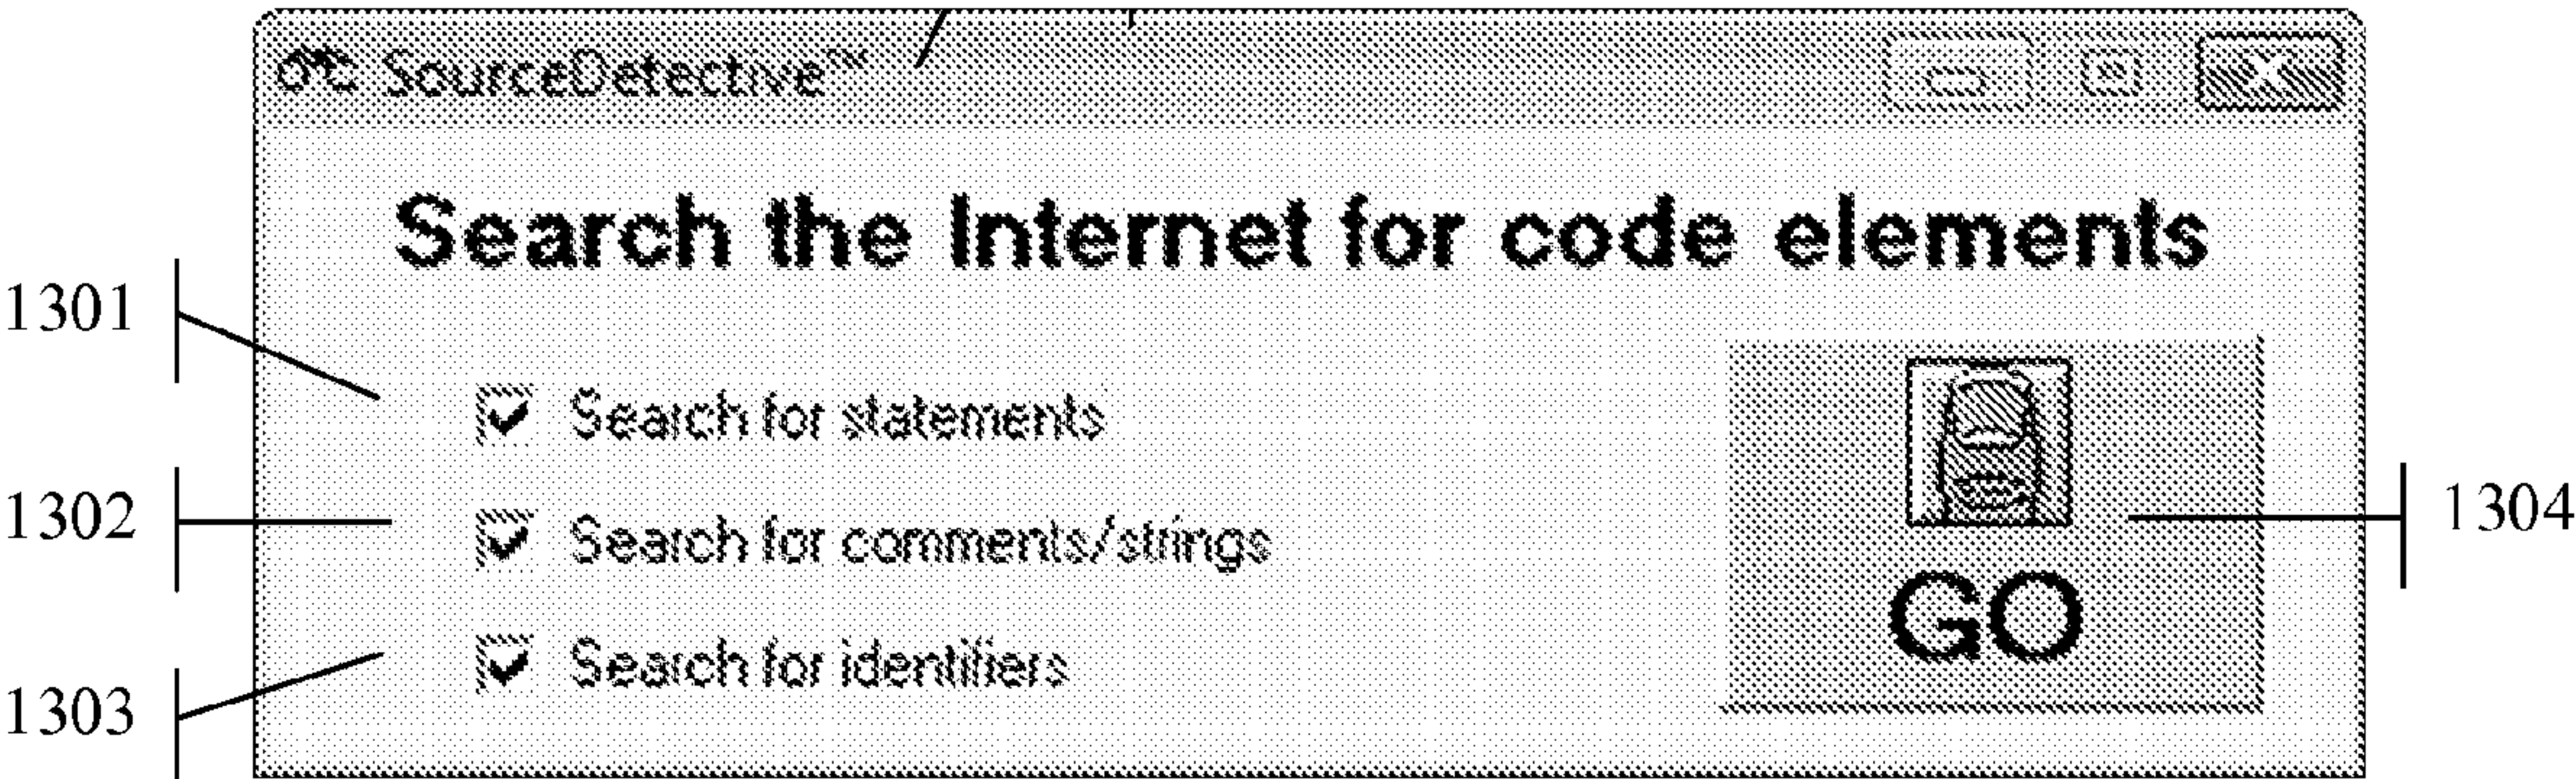 SourceDetective™
Search the Internet for code elements
1301
Search for statements
1302
Search for comments/strings
1304
GO
1303
Search for identifiers